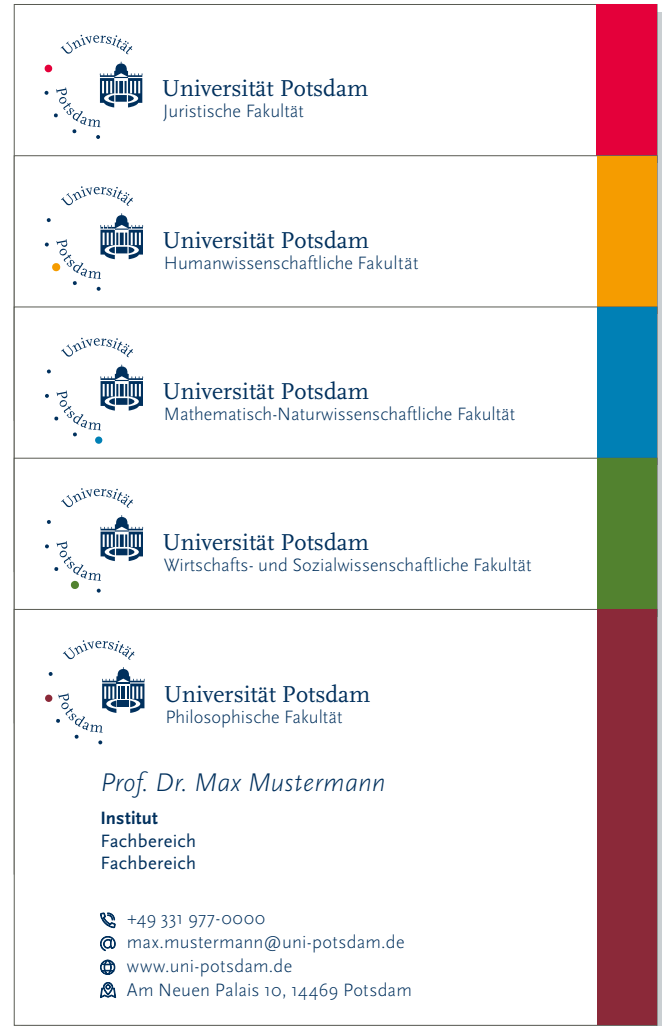 Universität
Potsdam
Universität Potsdam
Juristische Fakultät
Universität
Potsdam
Universität Potsdam
Humanwissenschaftliche Fakultät
Universität
Potsdam
Universität Potsdam
Mathematisch-Naturwissenschaftliche Fakultät
Universität
Potsdam
Universität Potsdam
Wirtschafts- und Sozialwissenschaftliche Fakultät
Universität
Potsdam
Universität Potsdam
Philosophische Fakultät
Prof. Dr. Max Mustermann
Institut
Fachbereich
Fachbereich
+49 331 977-0000
max.mustermann@uni-potsdam.de
www.uni-potsdam.de
Am Neuen Palais 10, 14469 Potsdam